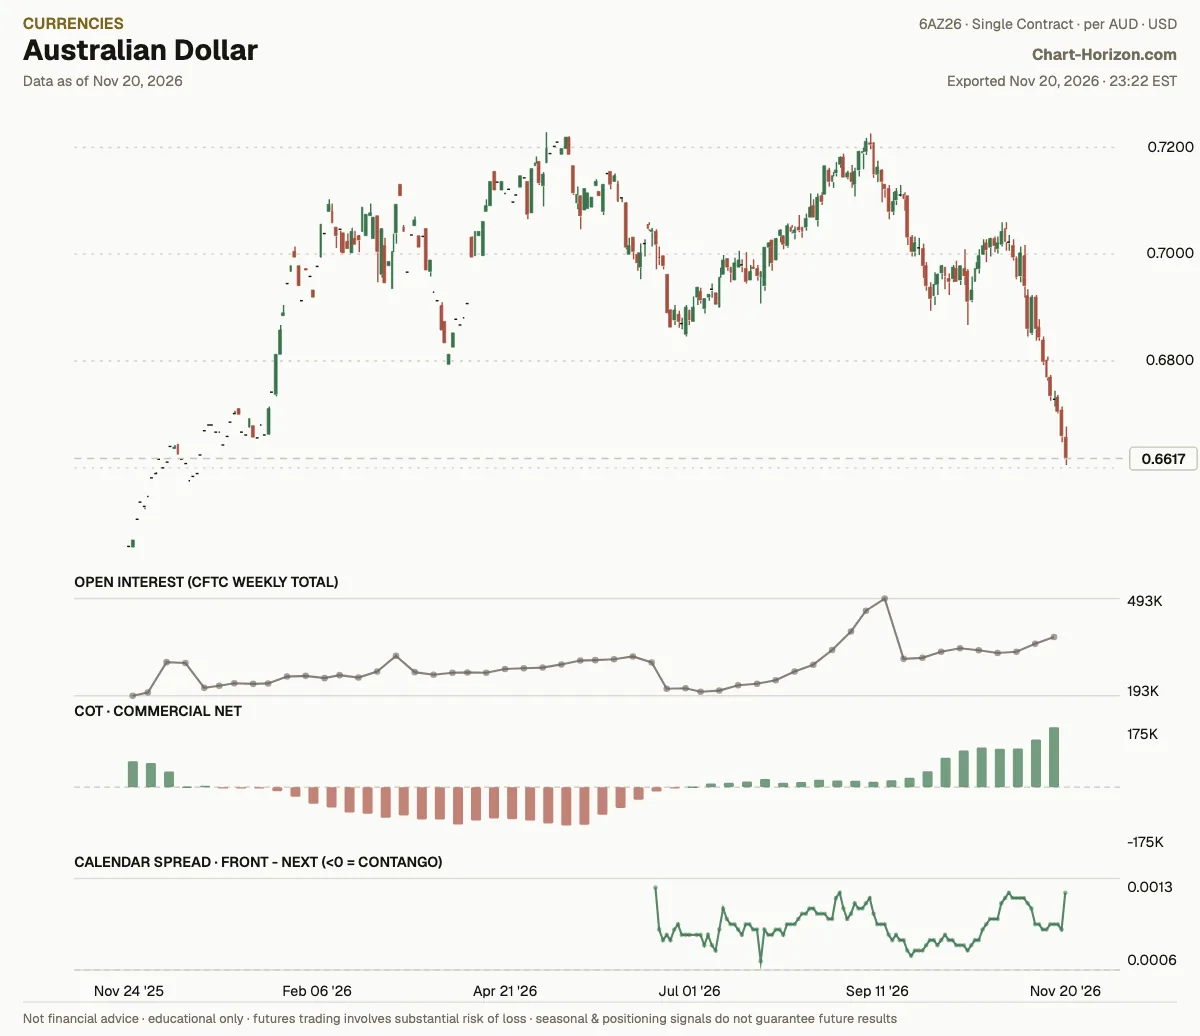 CURRENCIES
6AZ26 · Single Contract · per AUD · USD
Australian Dollar
Chart-Horizon.com
Data as of Nov 20, 2026
Exported Nov 20, 2026 · 23:22 EST
0.7200
0.7000
0.6800
0.6617
OPEN INTEREST (CFTC WEEKLY TOTAL)
493K
193K
COT · COMMERCIAL NET
175K
-175K
CALENDAR SPREAD · FRONT - NEXT (<0 = CONTANGO)
0.0013
0.0006
Nov 24 '25 Feb 06 '26 Apr 21 '26 Jul 01 '26 Sep 11 '26 Nov 20 '26
Not financial advice · educational only · futures trading involves substantial risk of loss · seasonal & positioning signals do not guarantee future results